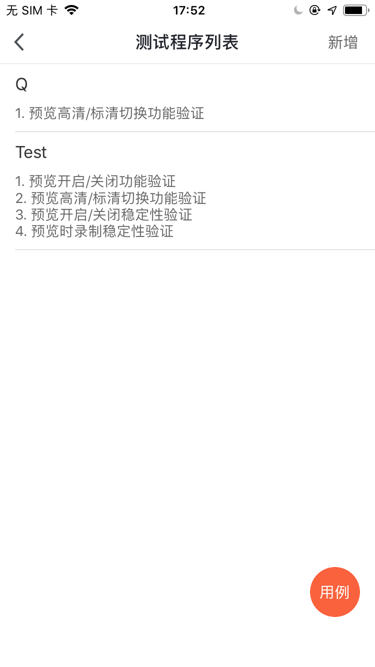 无 SIM 卡
17:52
测试程序列表
新增
Q
1. 预览高清/标清切换功能验证
Test
1. 预览开启/关闭功能验证
2. 预览高清/标清切换功能验证
3. 预览开启/关闭稳定性验证
4. 预览时录制稳定性验证
用例